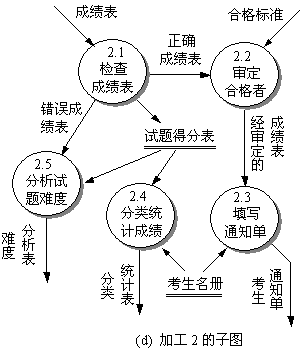 成绩表
合格标准
2.1
检查
成绩表
正确
成绩表
2.2
审定
合格者
错误成
绩表
试题得分表
经审定的
成绩表
2.5
分析试
题难度
2.4
分类统
计成绩
2.3
填写
通知单
难度
分析表
分类
统计表
考生名册
考生
通知单
(d) 加工 2 的子图